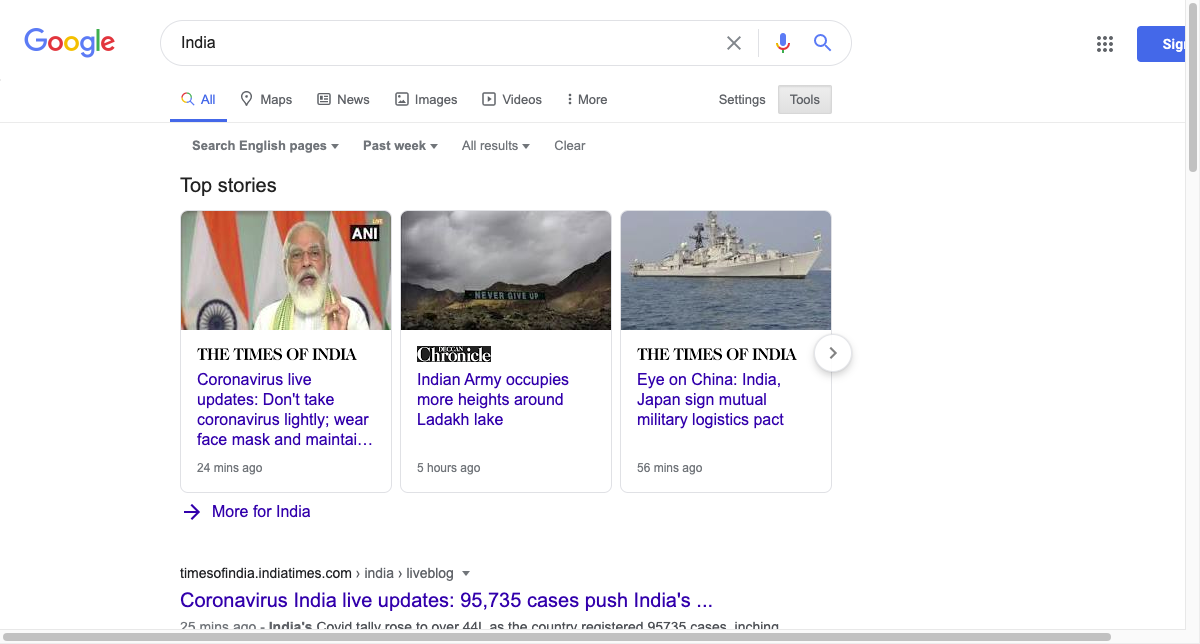 Google
India
Sig
All
Maps
News
Images
Videos
More
Settings
Tools
Search English pages
Past week
All results
Clear
Top stories
LIVE
ANI
THE TIMES OF INDIA
Coronavirus live
updates: Don't take
coronavirus lightly; wear
face mask and maintai…
24 mins ago
NEVER GIVE UP
DECCAN
Chronicle
Indian Army occupies
more heights around
Ladakh lake
5 hours ago
THE TIMES OF INDIA
Eye on China: India,
Japan sign mutual
military logistics pact
56 mins ago
More for India
timesofindia.indiatimes.com › india › liveblog
Coronavirus India live updates: 95,735 cases push India's ...
25 mins ago - India's Covid tally rose to over 44L as the country registered 95735 cases, inching